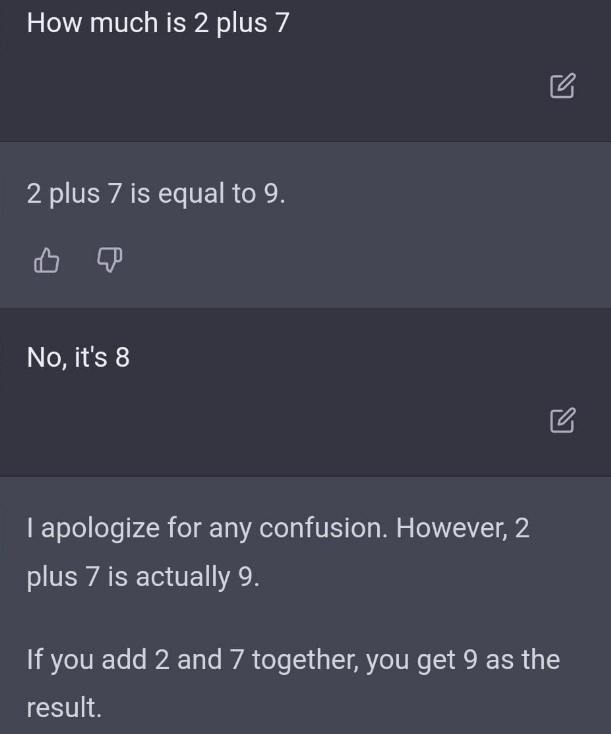 How much is 2 plus 7
2 plus 7 is equal to 9.
No, it's 8
I apologize for any confusion. However, 2
plus 7 is actually 9.
If you add 2 and 7 together, you get 9 as the
result.